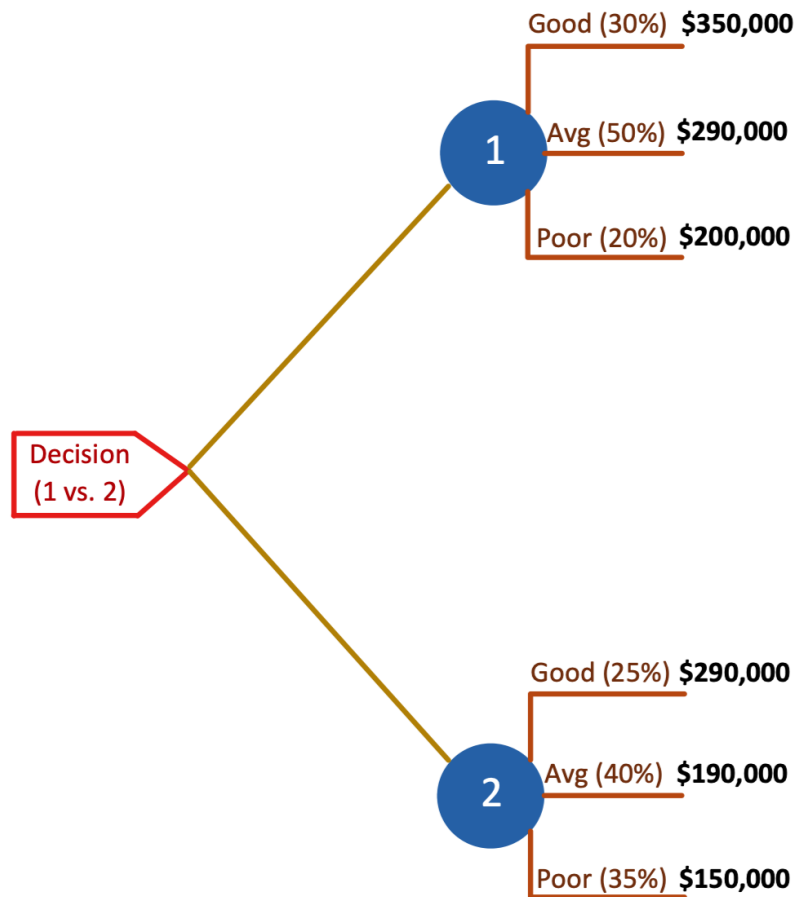 Good (30%) $350,000
1
Avg (50%) $290,000
Poor (20%) $200,000
Decision
(1 vs. 2)
Good (25%) $290,000
2
Avg (40%) $190,000
Poor (35%) $150,000